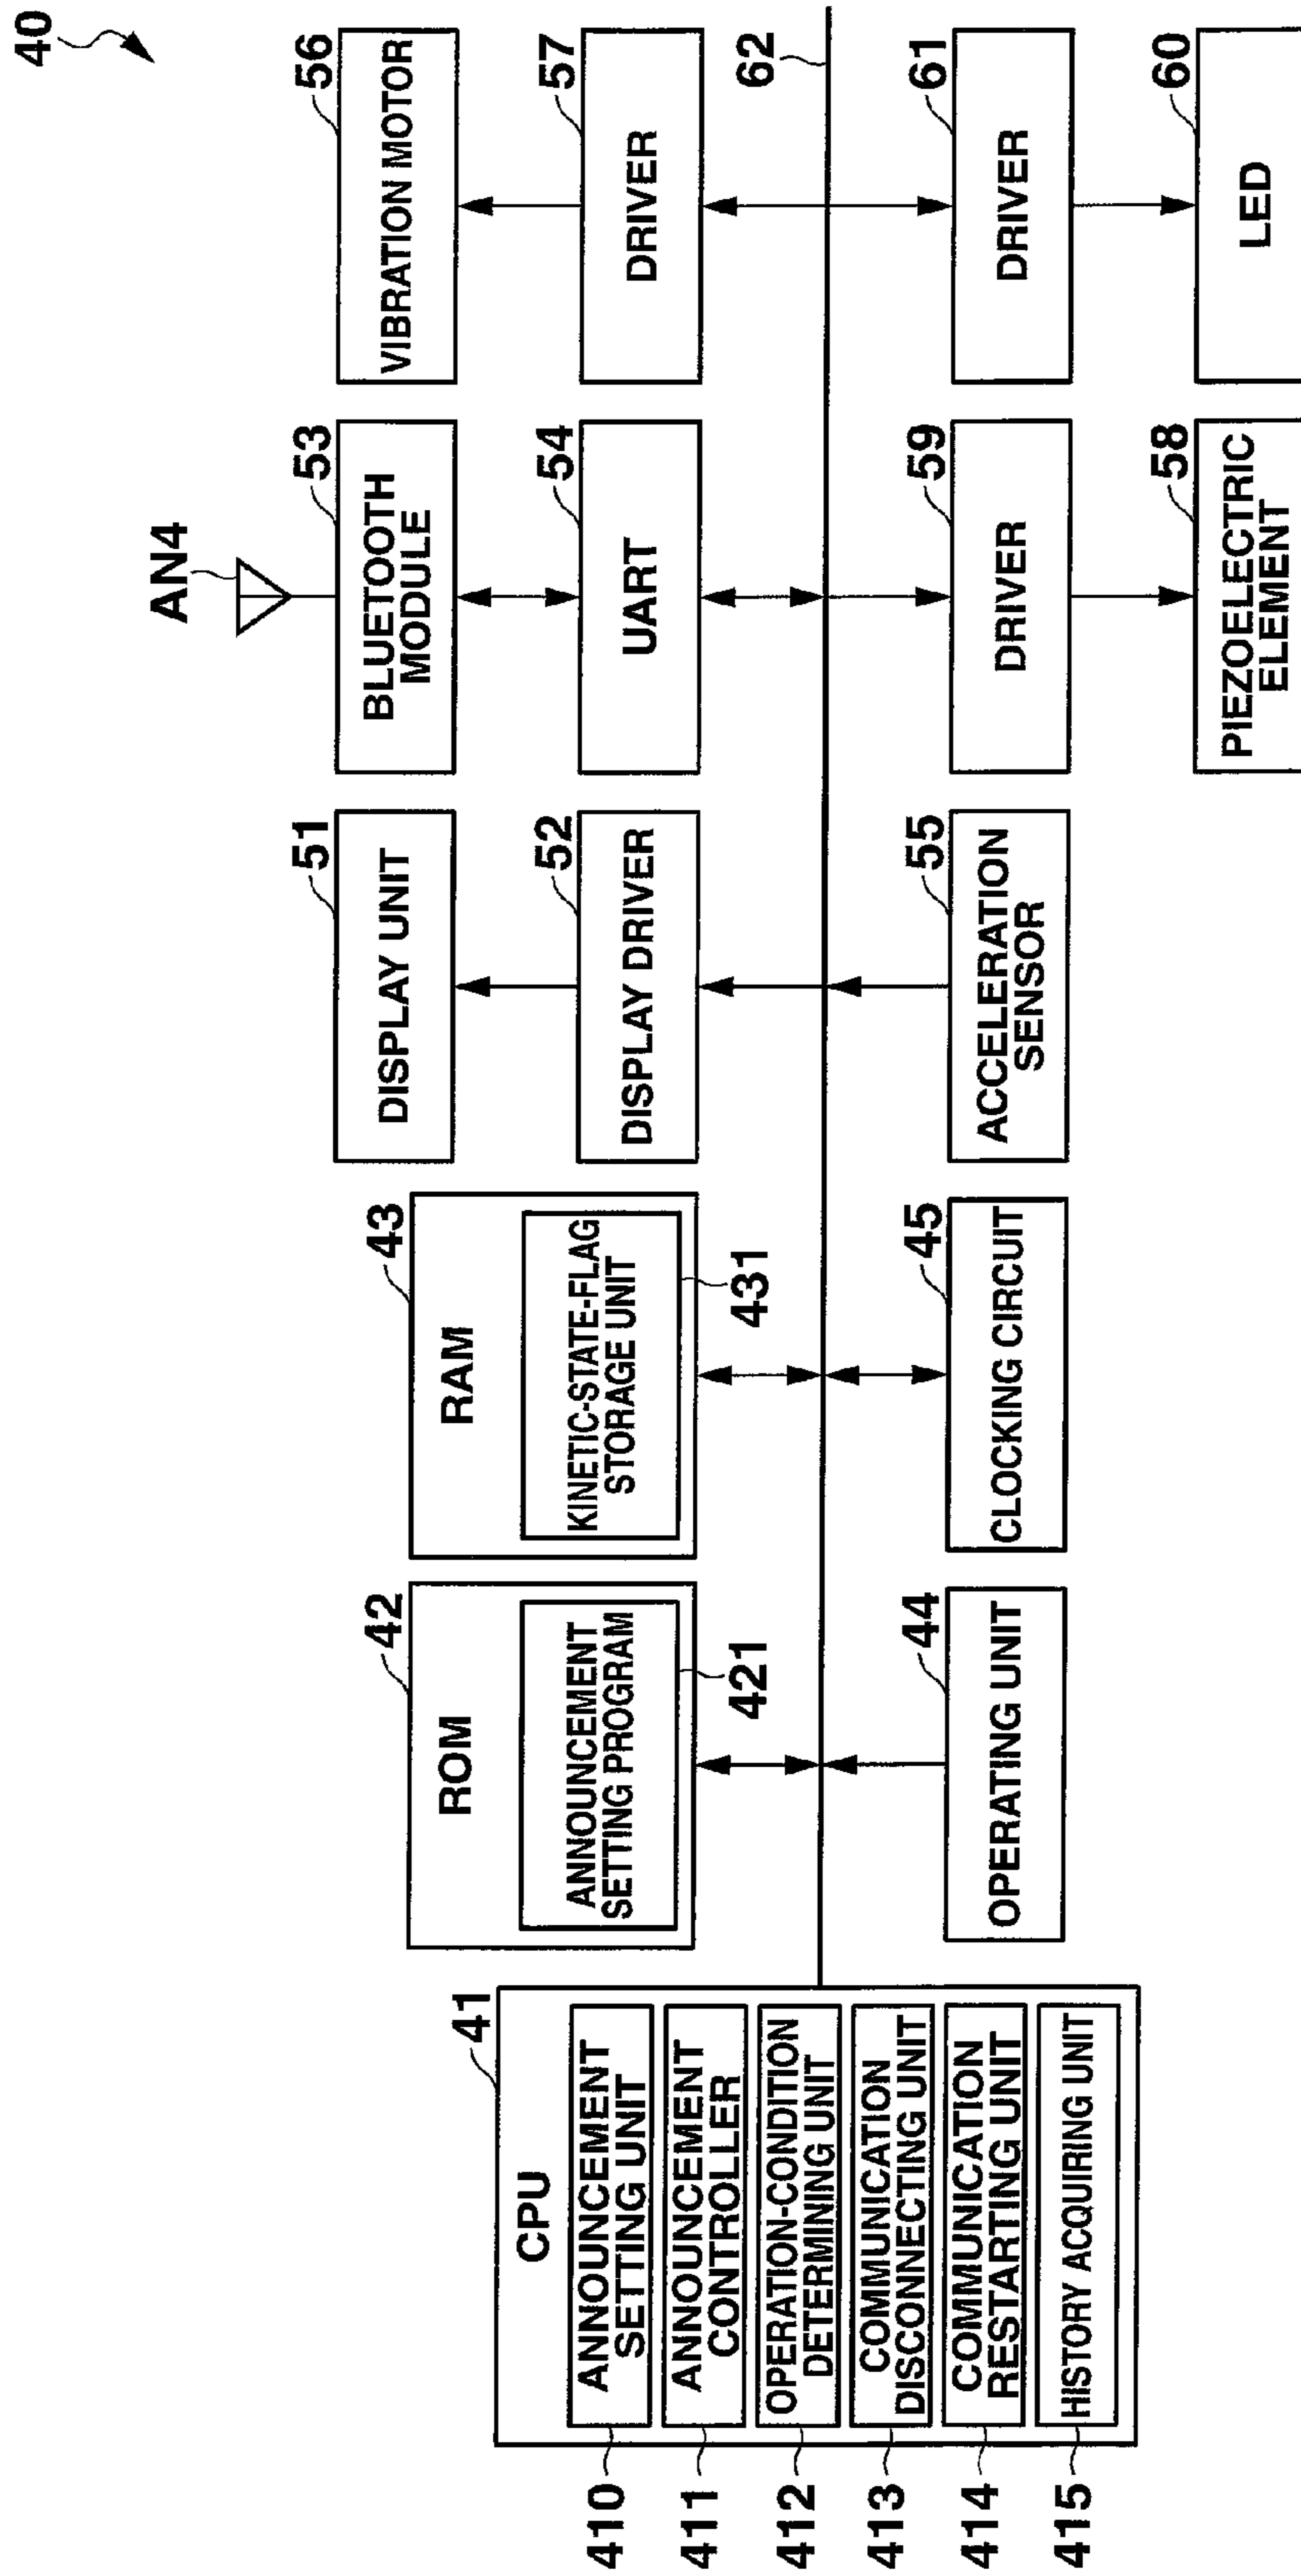 40
41
CPU
410
ANNOUNCEMENT
SETTING UNIT
411
ANNOUNCEMENT
CONTROLLER
412
OPERATION-CONDITION
DETERMINING UNIT
413
COMMUNICATION
DISCONNECTING UNIT
414
COMMUNICATION
RESTARTING UNIT
415
HISTORY ACQUIRING UNIT
42
ROM
ANNOUNCEMENT
SETTING PROGRAM
421
43
RAM
KINETIC-STATE-FLAG
STORAGE UNIT
431
51
DISPLAY UNIT
52
DISPLAY DRIVER
AN4
53
BLUETOOTH
MODULE
54
UART
56
VIBRATION MOTOR
57
DRIVER
62
44
OPERATING UNIT
45
CLOCKING CIRCUIT
55
ACCELERATION
SENSOR
59
DRIVER
58
PIEZOELECTRIC
ELEMENT
61
DRIVER
60
LED